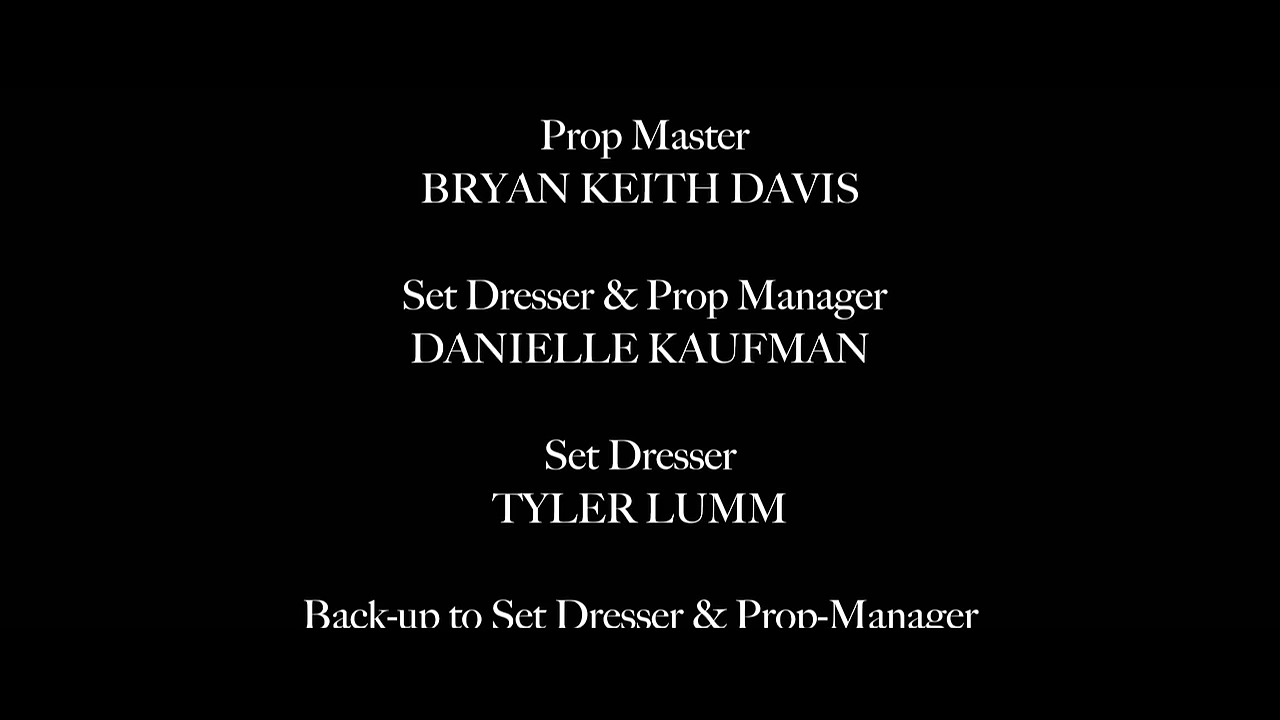 Prop Master
BRYAN KEITH DAVIS
Set Dresser & Prop Manager
DANIELLE KAUFMAN
Set Dresser
TYLER LUMM
Back-up to Set Dresser & Prop-Manager